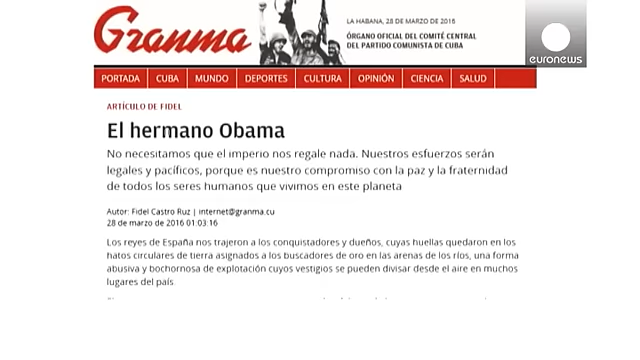 Granma
LA HABANA, 28 DE MARZO DE 2016
ÓRGANO OFICIAL DEL COMITÉ CENTRAL
DEL PARTIDO COMUNISTA DE CUBA
euronews
PORTADA CUBA MUNDO DEPORTES CULTURA OPINIÓN CIENCIA SALUD
ARTÍCULO DE FIDEL
El hermano Obama
No necesitamos que el imperio nos regale nada. Nuestros esfuerzos serán
legales y pacíficos, porque es nuestro compromiso con la paz y la fraternidad
de todos los seres humanos que vivimos en este planeta
Autor: Fidel Castro Ruz | internet@granma.cu
28 de marzo de 2016 01:03:16
Los reyes de España nos trajeron a los conquistadores y dueños, cuyas huellas quedaron en los
hatos circulares de tierra asignados a los buscadores de oro en las arenas de los ríos, una forma
abusiva y bochornosa de explotación cuyos vestigios se pueden divisar desde el aire en muchos
lugares del país.